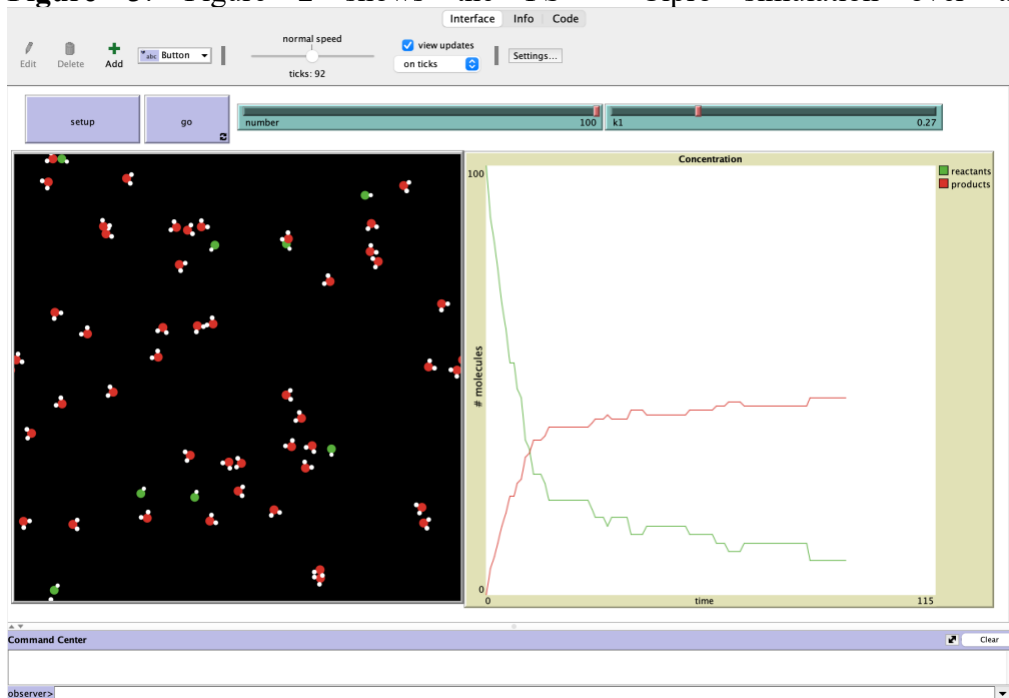 Interface Info Code
Edit Delete Add Button
normal speed
ticks: 92
view updates
on ticks
Settings...
setup go number 100 k1 0.27
Concentration
100
reactants
products
# molecules
0
0 time 115
Command Center Clear
observer>